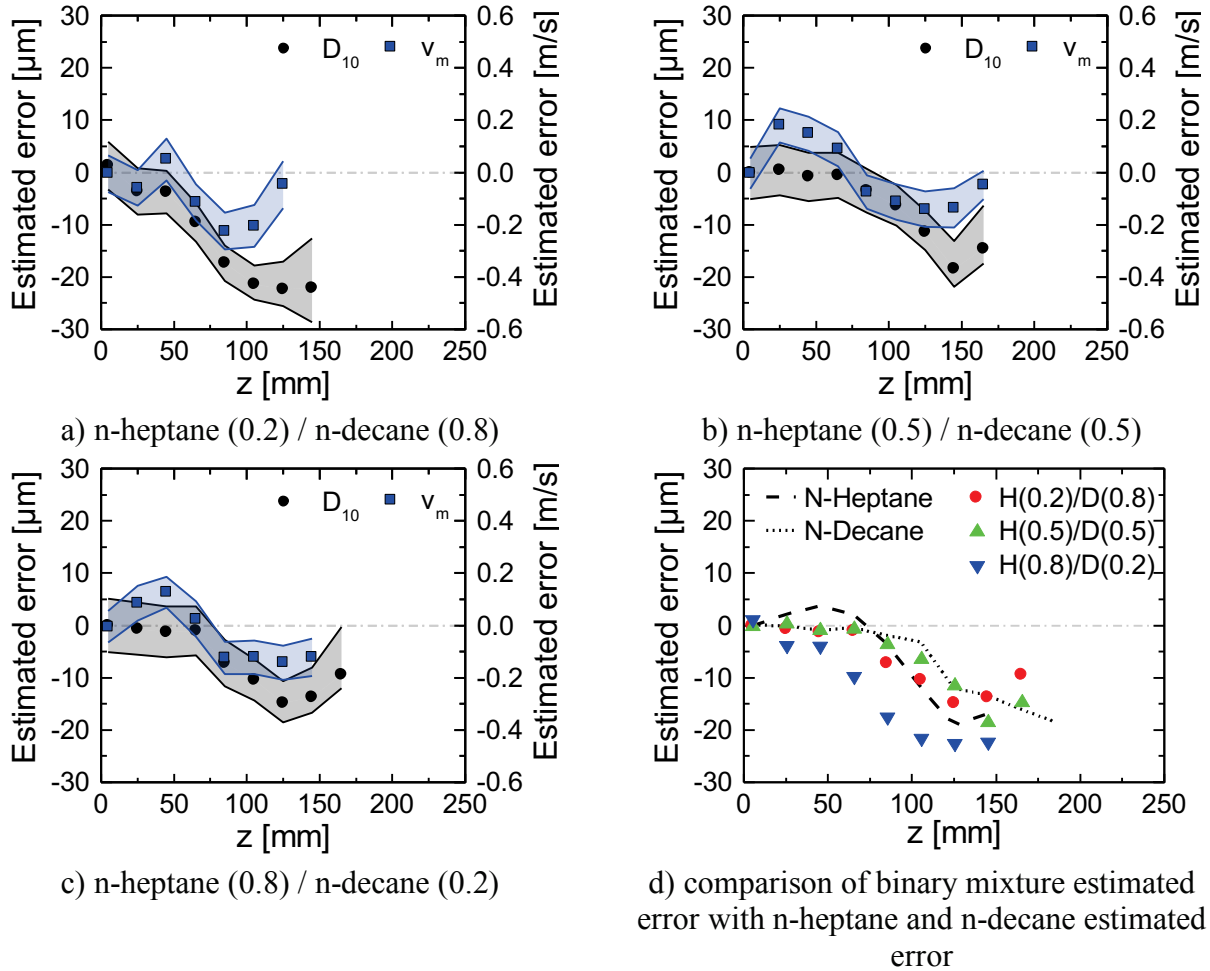 30
20
10
0
-10
-20
-30
Estimated error [µm]
D10 vm
0.6
0.4
0.2
0.0
-0.2
-0.4
-0.6
Estimated error [m/s]
0 50 100 150 200 250
z [mm]
a) n-heptane (0.2) / n-decane (0.8)
30
20
10
0
-10
-20
-30
Estimated error [µm]
D10 vm
0.6
0.4
0.2
0.0
-0.2
-0.4
-0.6
Estimated error [m/s]
0 50 100 150 200 250
z [mm]
b) n-heptane (0.5) / n-decane (0.5)
30
20
10
0
-10
-20
-30
Estimated error [µm]
D10 vm
0.6
0.4
0.2
0.0
-0.2
-0.4
-0.6
Estimated error [m/s]
0 50 100 150 200 250
z [mm]
c) n-heptane (0.8) / n-decane (0.2)
30
20
10
0
-10
-20
-30
Estimated error [µm]
N-Heptane H(0.2)/D(0.8)
N-Decane H(0.5)/D(0.5)
H(0.8)/D(0.2)
0 50 100 150 200 250
z [mm]
d) comparison of binary mixture estimated
error with n-heptane and n-decane estimated
error